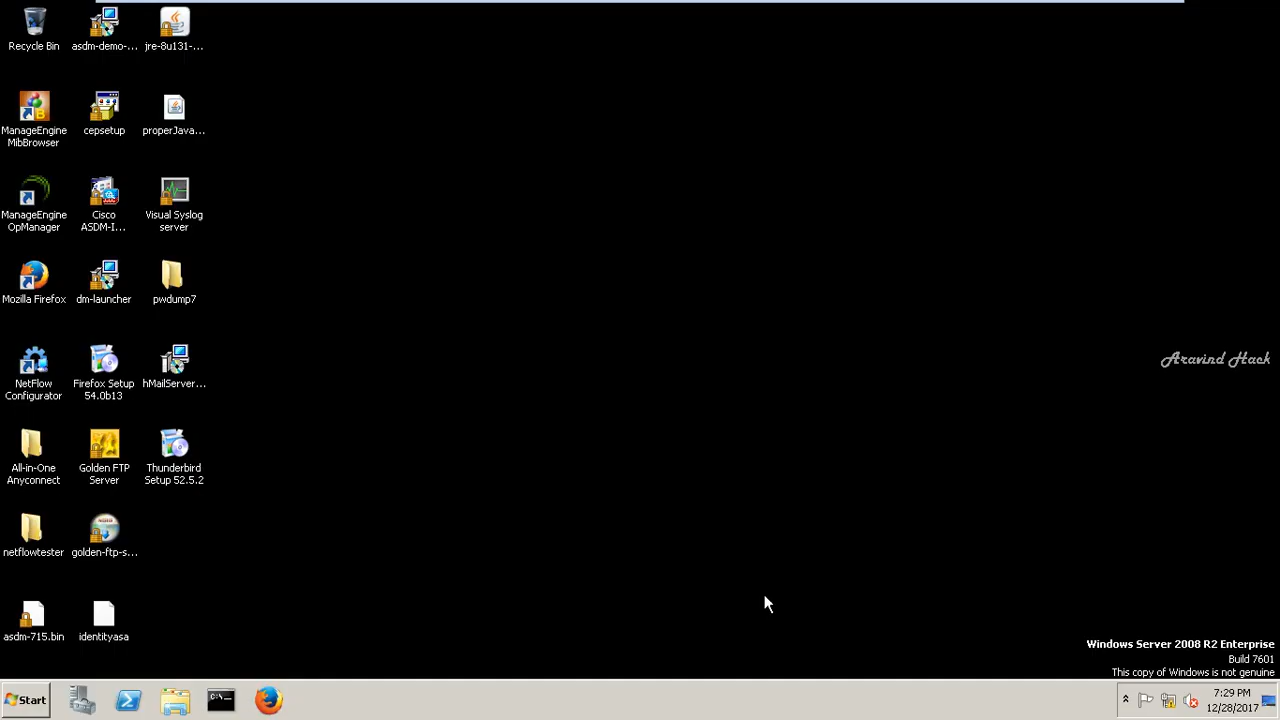 Recycle Bin
asdm-demo-...
jre-8u131-...
ManageEngine
MibBrowser
cepsetup
properJava...
ManageEngine
OpManager
Cisco
ASDM-I...
Visual Syslog
server
Mozilla Firefox
dm-launcher
pwdump7
NetFlow
Configurator
Firefox Setup
54.0b13
hMailServer...
All-in-One
Anyconnect
Golden FTP
Server
Thunderbird
Setup 52.5.2
netflowtester
golden-ftp-s...
asdm-715.bin
identityasa
Aravind Hack
Windows Server 2008 R2 Enterprise
Build 7601
This copy of Windows is not genuine
Start
C:\.
7:29 PM
12/28/2017